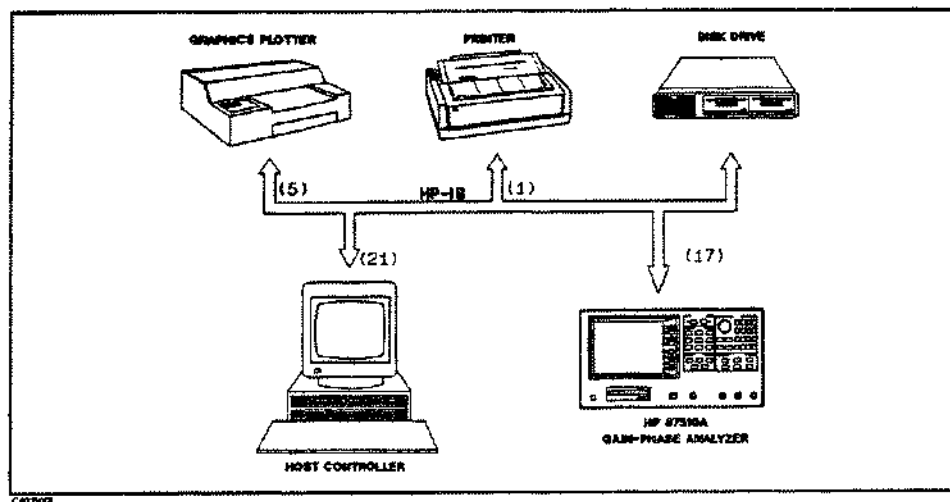 GRAPHICS PLOTTER
PRINTER
DISK DRIVE
(5)
HP-IB
(1)
(21)
(17)
HP 87510A
GAIN-PHASE ANALYZER
HOST CONTROLLER